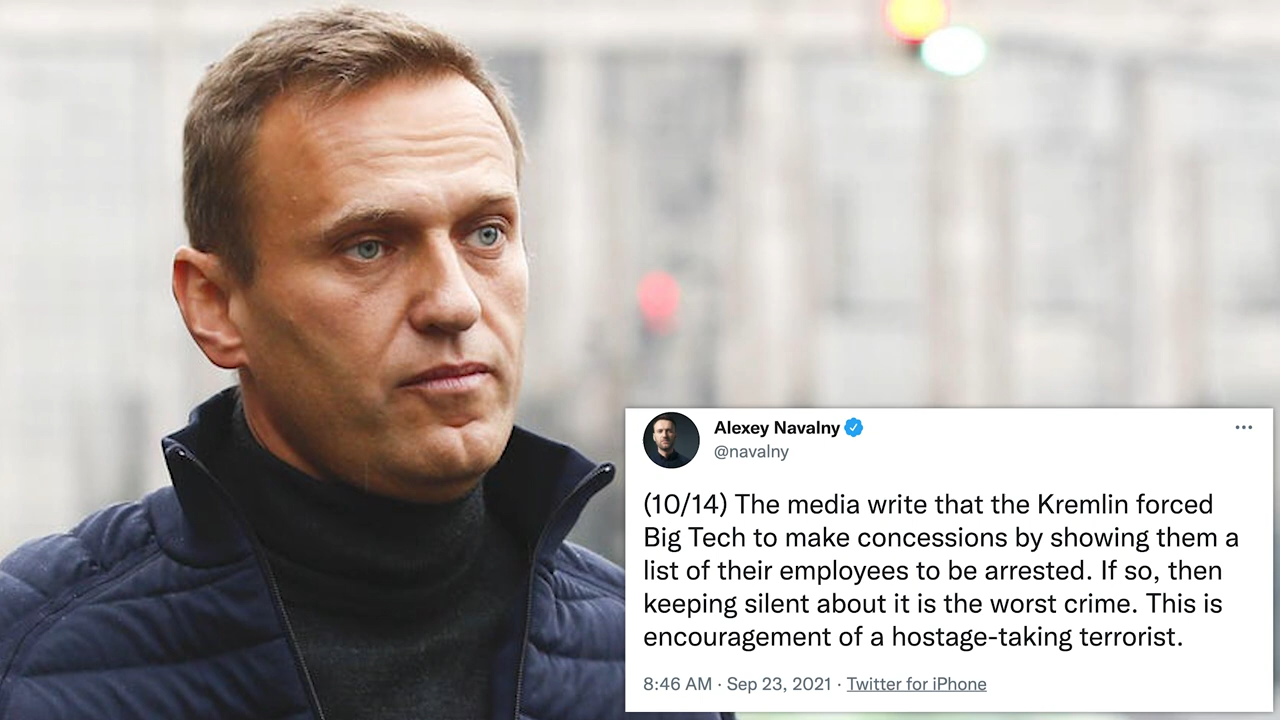 Alexey Navalny
@navalny
(10/14) The media write that the Kremlin forced
Big Tech to make concessions by showing them a
list of their employees to be arrested. If so, then
keeping silent about it is the worst crime. This is
encouragement of a hostage-taking terrorist.
8:46 AM · Sep 23, 2021 · Twitter for iPhone